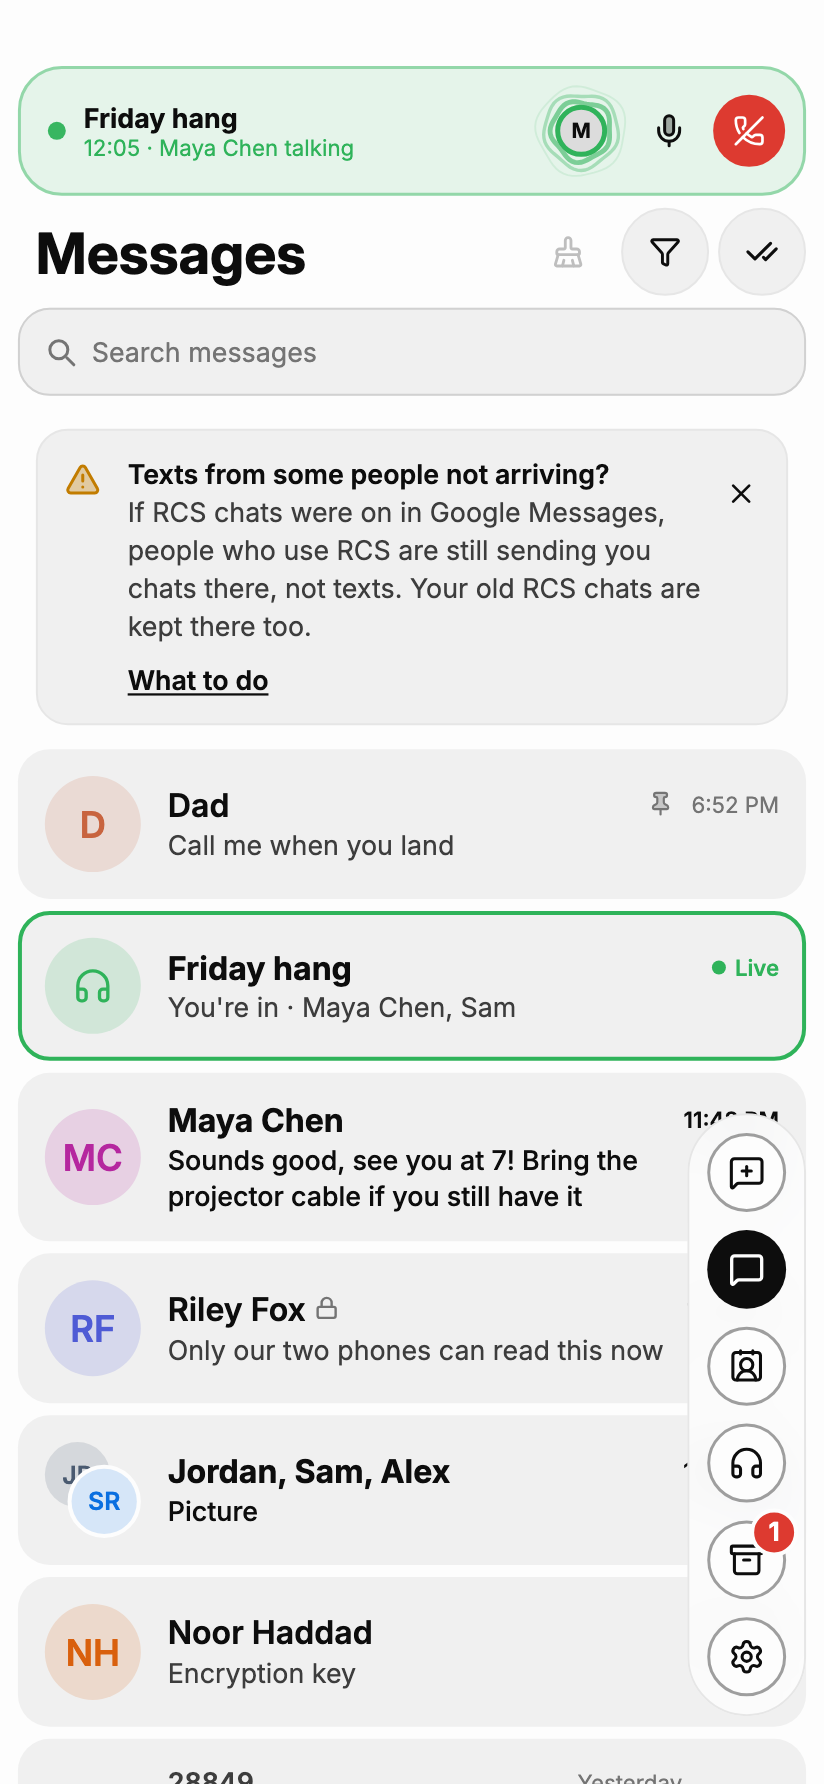 Friday hang
12:05 · Maya Chen talking
M
Messages
Search messages
Texts from some people not arriving?
If RCS chats were on in Google Messages,
people who use RCS are still sending you
chats there, not texts. Your old RCS chats are
kept there too.
What to do
D
Dad
6:52 PM
Call me when you land
Friday hang
Live
You're in · Maya Chen, Sam
MC
Maya Chen
Sounds good, see you at 7! Bring the
projector cable if you still have it
RF
Riley Fox
Only our two phones can read this now
SR
Jordan, Sam, Alex
Picture
1
NH
Noor Haddad
Encryption key
28849
Yesterday